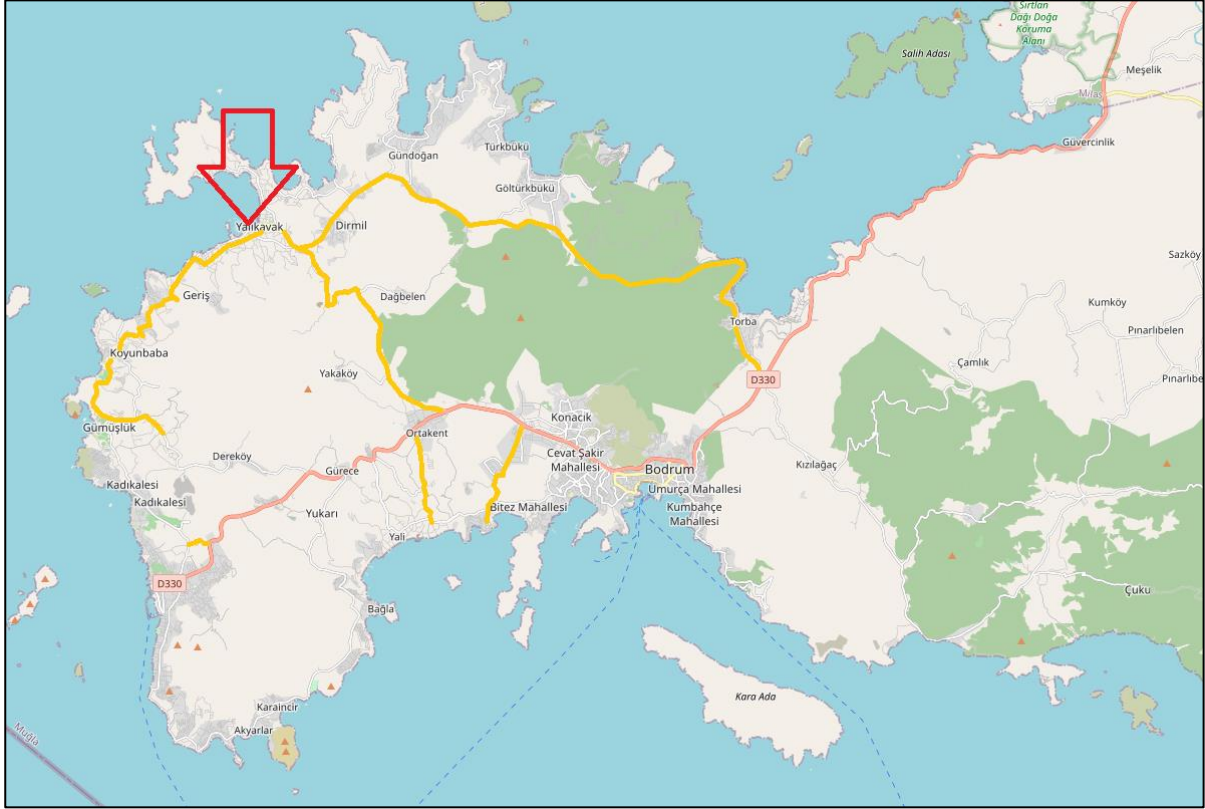 Sırtlan
Dağı Doğa
Koruma
Alanı
Salih Adası
Meşelik
Milas
Güvercinlik
Gündoğan
Türkbükü
Göltürkbükü
Yalıkavak
Dirmil
Sazköy
Geriş
Dağbelen
Kumköy
Torba
Pınarlıbelen
Koyunbaba
Çamlık
Yakaköy
D330
Pınarlıbe
Konacık
Gümüşlük
Ortakent
Cevat Şakir
Mahallesi
Dereköy
Gürece
Bodrum
Kızılağaç
Kadıkalesi
Umurça Mahallesi
Kadıkalesi
Yukarı
Bitez Mahallesi
Kumbahçe
Mahallesi
Yali
D330
Çuku
Bağla
Kara Ada
Karaincir
Muğla
Akyarlar